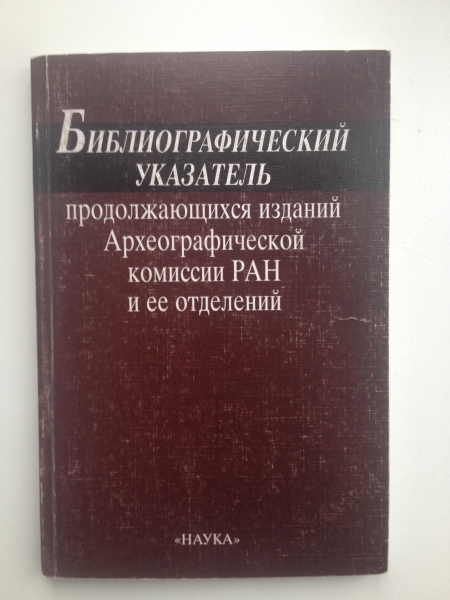 БИБЛИОГРАФИЧЕСКИЙ
УКАЗАТЕЛЬ
продолжающихся изданий
Археографической
комиссии РАН
и ее отделений
«НАУКА»